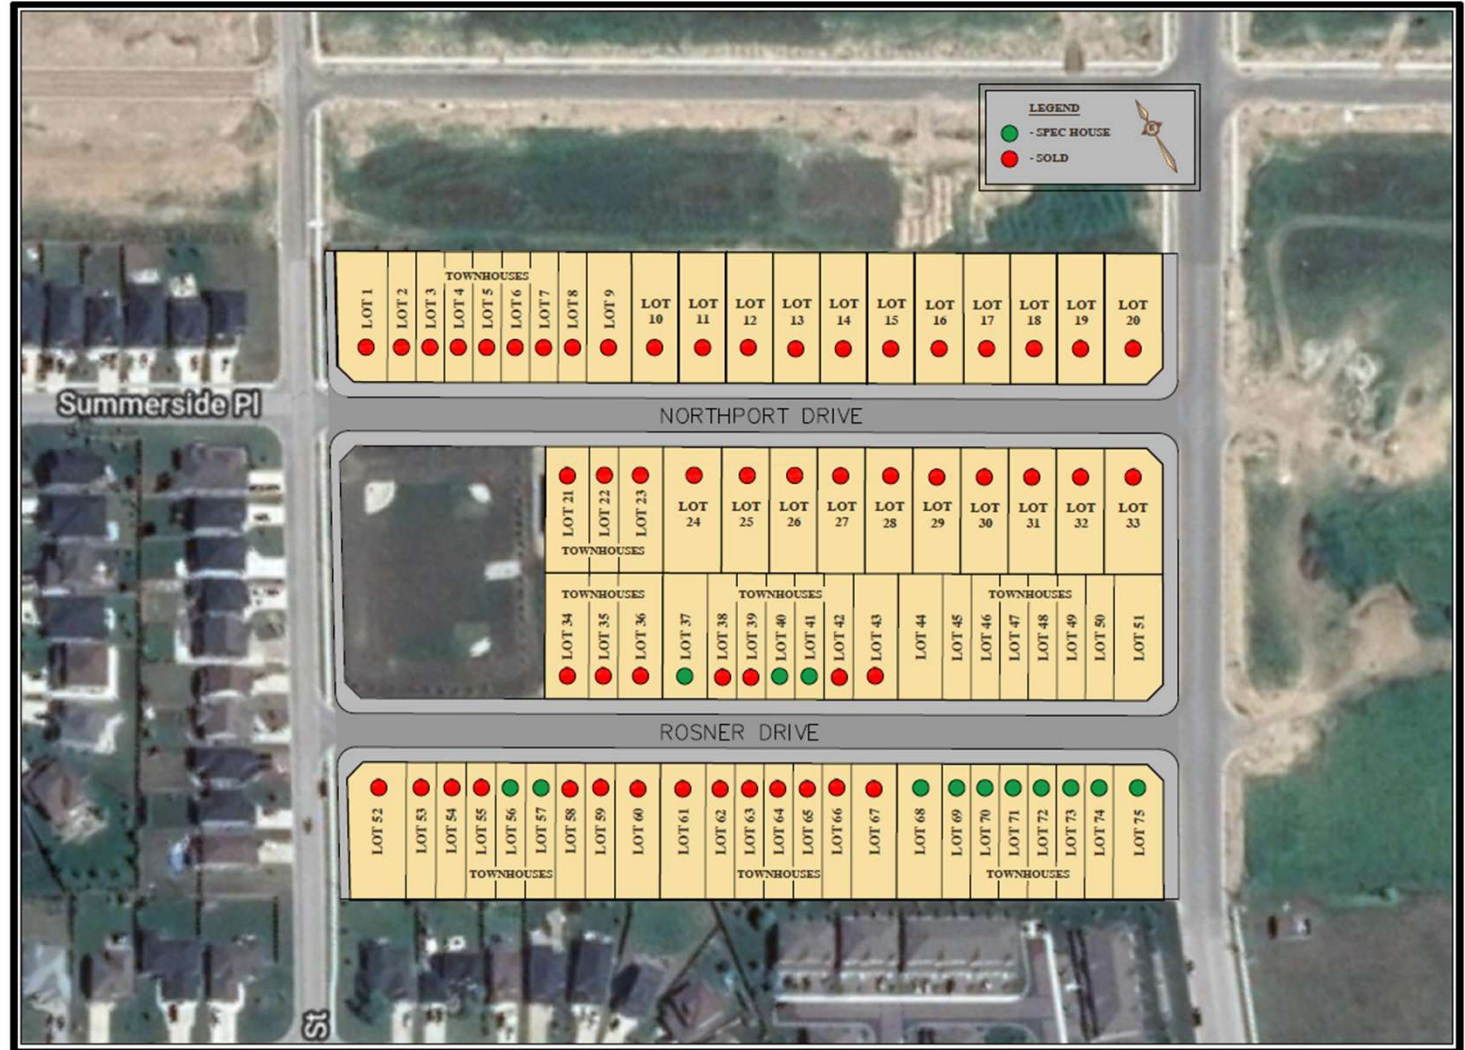 LEGEND
- SPEC HOUSE
- SOLD
TOWNHOUSES
LOT 1
LOT 2
LOT 3
LOT 4
LOT 5
LOT 6
LOT 7
LOT 8
LOT 9
LOT
10
LOT
11
LOT
12
LOT
13
LOT
14
LOT
15
LOT
16
LOT
17
LOT
18
LOT
19
LOT
20
Summerside Pl
NORTHPORT DRIVE
LOT 21
LOT 22
LOT 23
LOT
24
LOT
25
LOT
26
LOT
27
LOT
28
LOT
29
LOT
30
LOT
31
LOT
32
LOT
33
TOWNHOUSES
TOWNHOUSES
TOWNHOUSES
TOWNHOUSES
LOT 34
LOT 35
LOT 36
LOT 37
LOT 38
LOT 39
LOT 40
LOT 41
LOT 42
LOT 43
LOT 44
LOT 45
LOT 46
LOT 47
LOT 48
LOT 49
LOT 50
LOT 51
ROSNER DRIVE
LOT 52
LOT 53
LOT 54
LOT 55
LOT 56
LOT 57
LOT 58
LOT 59
LOT 60
LOT 61
LOT 62
LOT 63
LOT 64
LOT 65
LOT 66
LOT 67
LOT 68
LOT 69
LOT 70
LOT 71
LOT 72
LOT 73
LOT 74
LOT 75
TOWNHOUSES
TOWNHOUSES
TOWNHOUSES
St